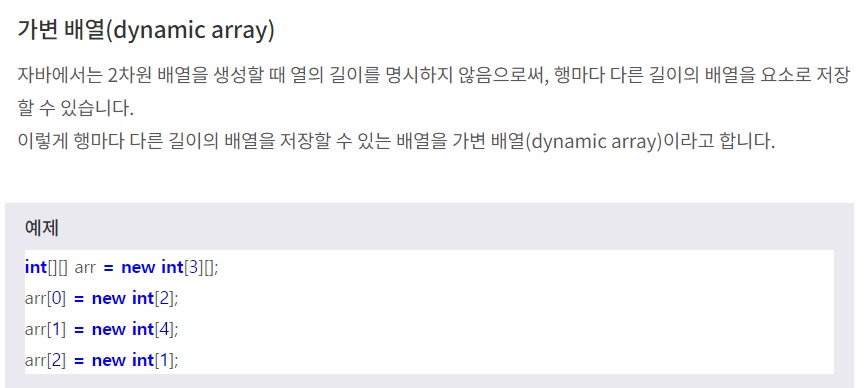 가변 배열(dynamic array)
자바에서는 2차원 배열을 생성할 때 열의 길이를 명시하지 않음으로써, 행마다 다른 길이의 배열을 요소로 저장
할 수 있습니다.
이렇게 행마다 다른 길이의 배열을 저장할 수 있는 배열을 가변 배열(dynamic array)이라고 합니다.
예제
int[][] arr = new int[3][];
arr[0] = new int[2];
arr[1] = new int[4];
arr[2] = new int[1];